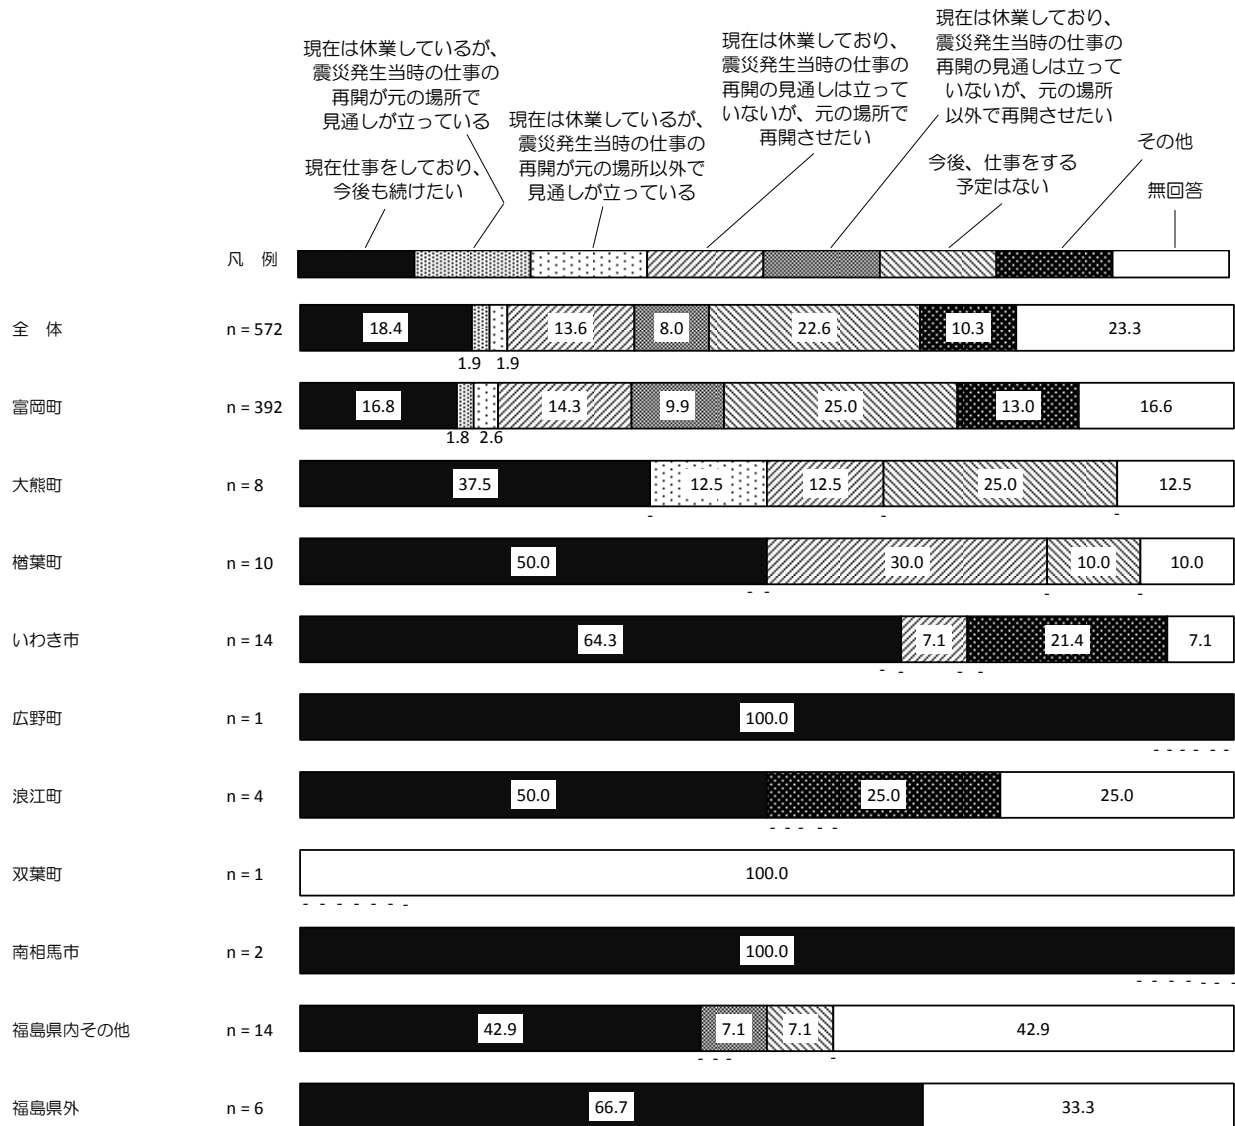 現在は休業しているが、
震災発生当時の仕事の
再開が元の場所で
見通しが立っている
現在仕事をしており、
今後も続けたい
現在は休業しているが、
震災発生当時の仕事の
再開が元の場所以外で
見通しが立っている
現在は休業しており、
震災発生当時の仕事の
再開の見通しは立って
いないが、元の場所で
再開させたい
現在は休業しており、
震災発生当時の仕事の
再開の見通しは立って
いないが、元の場所
以外で再開させたい
今後、仕事をする
予定はない
その他
無回答
凡 例
全 体 n = 572 18.4 13.6 8.0 22.6 10.3 23.3
1.9 1.9
富岡町 n = 392 16.8 14.3 9.9 25.0 13.0 16.6
1.8 2.6
大熊町 n = 8 37.5 12.5 12.5 25.0 12.5
- - -
楢葉町 n = 10 50.0 30.0 10.0 10.0
- - - -
いわき市 n = 14 64.3 7.1 21.4 7.1
- - - -
広野町 n = 1 100.0
- - - - - -
浪江町 n = 4 50.0 25.0 25.0
- - - - -
双葉町 n = 1 100.0
- - - - - - -
南相馬市 n = 2 100.0
- - - - - - -
福島県内その他 n = 14 42.9 7.1 7.1 42.9
- - - -
福島県外 n = 6 66.7 33.3